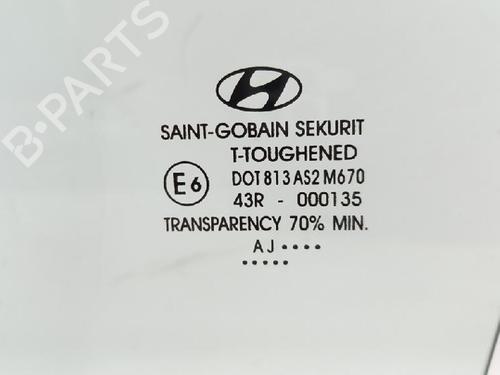 B-PARTS
SAINT-GOBAIN SEKURIT
T-TOUGHENED
E6 DOT 813 AS2 M670
43R - 000135
TRANSPARENCY 70% MIN.
AJ ••••
•••••